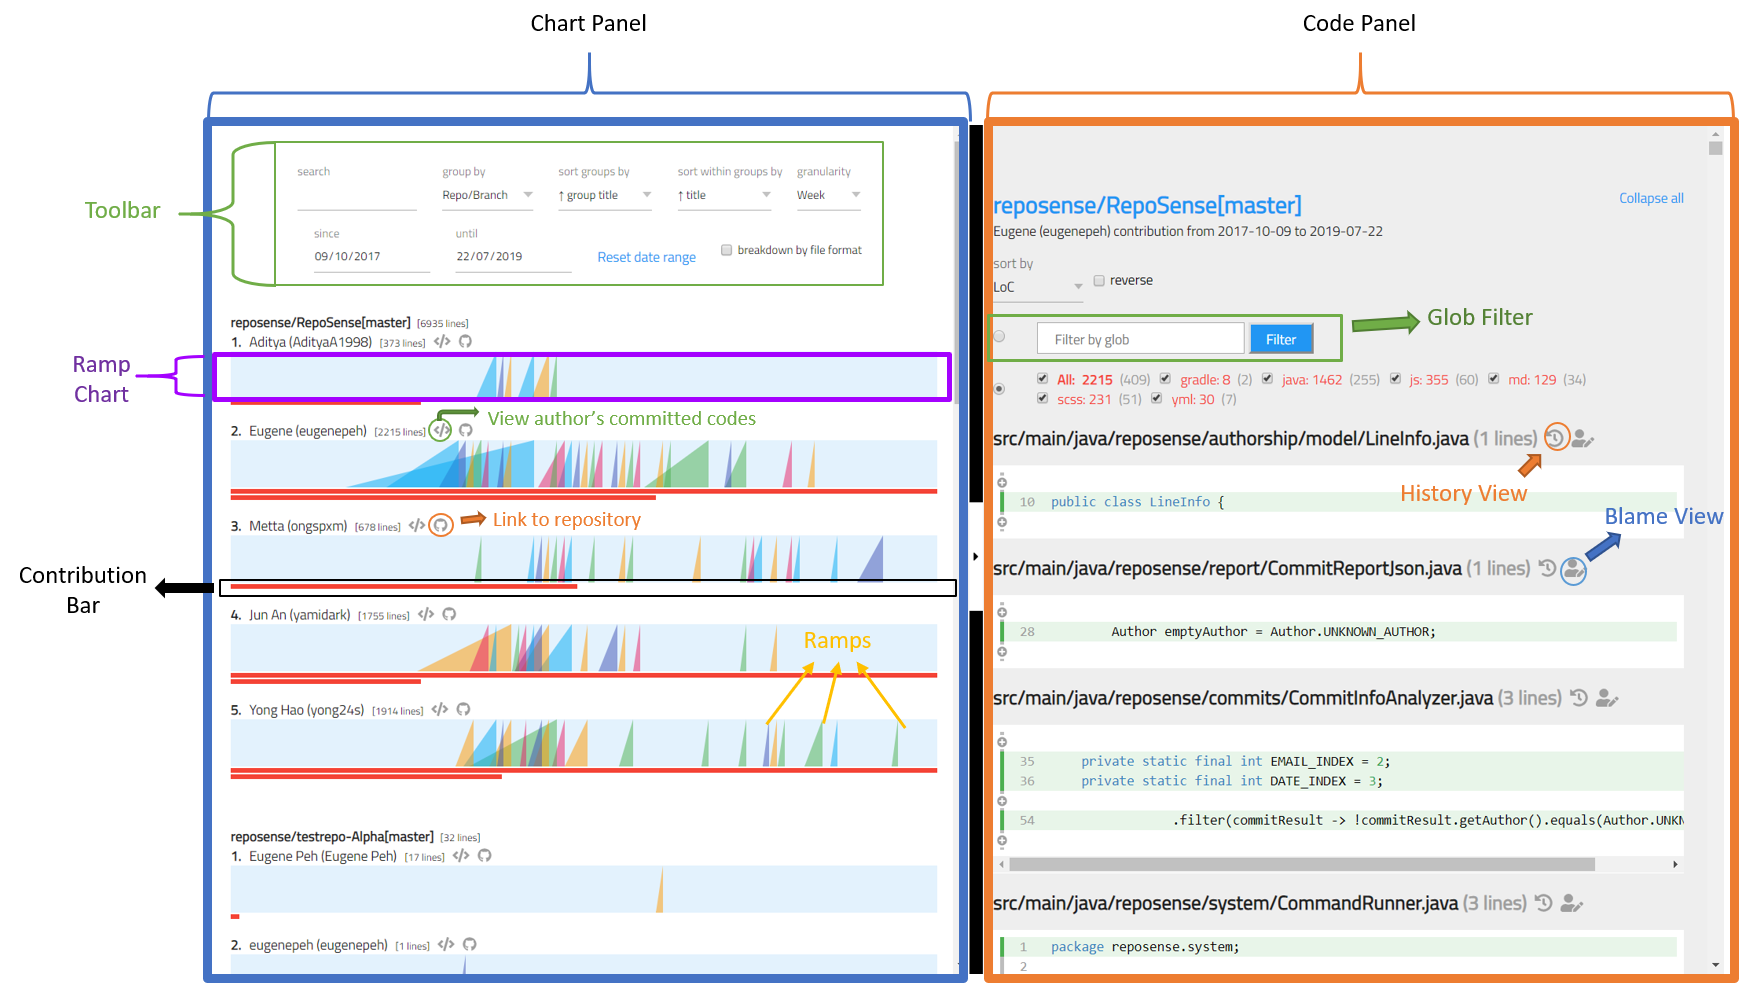 Chart Panel
Code Panel
Toolbar
search
group by
Repo/Branch
sort groups by
↑ group title
sort within groups by
↑ title
granularity
Week
since
09/10/2017
until
22/07/2019
Reset date range
breakdown by file format
reposense/RepoSense[master] [6935 lines]
1. Aditya (AdityaA1998) [373 lines] </>
Ramp
Chart
View author's committed codes
2. Eugene (eugenepeh) [2215 lines] </>
3. Metta (ongspxm) [678 lines] </>
Link to repository
Contribution
Bar
4. Jun An (yamidark) [1755 lines] </>
Ramps
5. Yong Hao (yong24s) [1914 lines] </>
reposense/testrepo-Alpha[master] [32 lines]
1. Eugene Peh (Eugene Peh) [17 lines] </>
2. eugenepeh (eugenepeh) [1 lines] </>
reposense/RepoSense[master]
Collapse all
Eugene (eugenepeh) contribution from 2017-10-09 to 2019-07-22
sort by
LoC
reverse
Filter by glob
Filter
Glob Filter
All: 2215 (409) gradle: 8 (2) java: 1462 (255) js: 355 (60) md: 129 (34)
scss: 231 (51) yml: 30 (7)
src/main/java/reposense/authorship/model/LineInfo.java (1 lines)
History View
10 public class LineInfo {
Blame View
src/main/java/reposense/report/CommitReportJson.java (1 lines)
28 Author emptyAuthor = Author.UNKNOWN_AUTHOR;
src/main/java/reposense/commits/CommitInfoAnalyzer.java (3 lines)
35 private static final int EMAIL_INDEX = 2;
36 private static final int DATE_INDEX = 3;
54 .filter(commitResult -> !commitResult.getAuthor().equals(Author.UNKN
src/main/java/reposense/system/CommandRunner.java (3 lines)
1 package reposense.system;
2